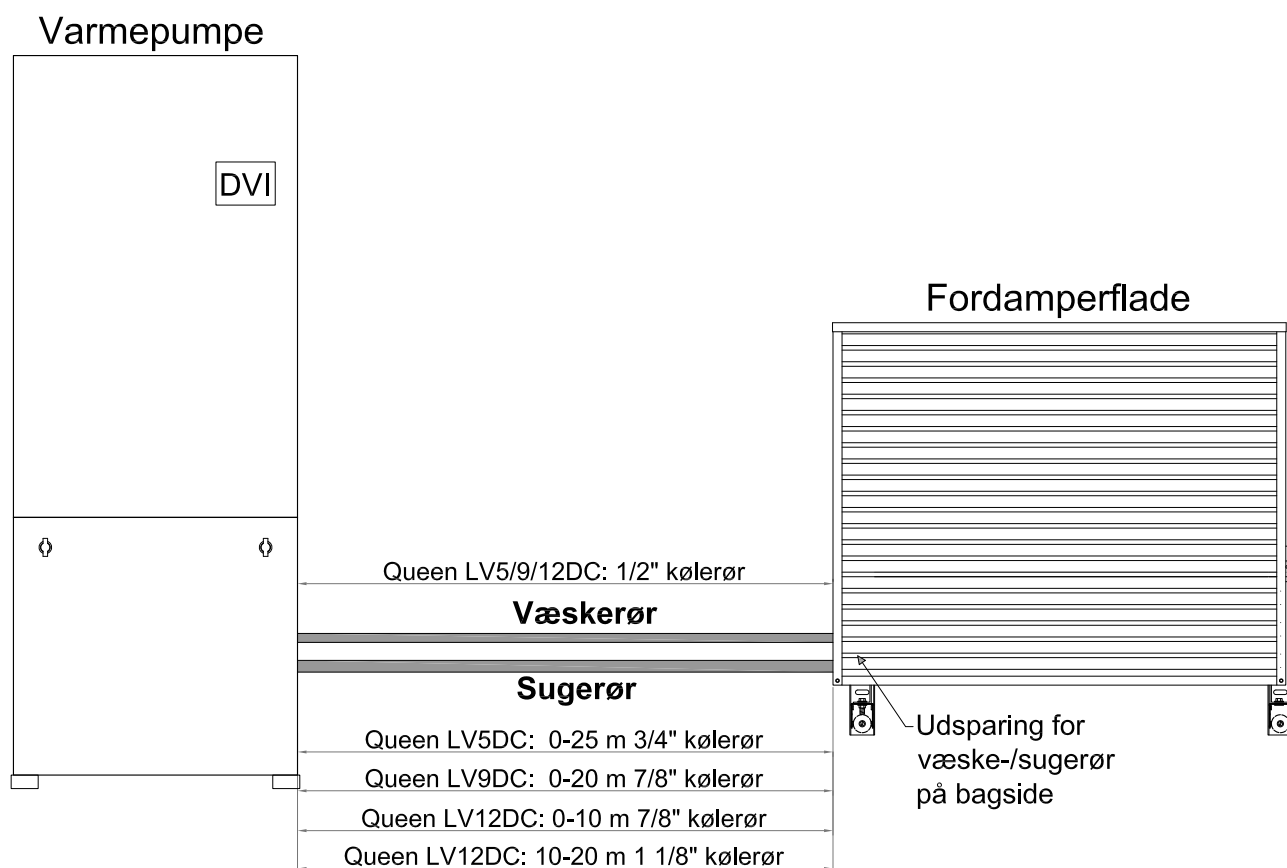 Varmepumpe
DVI
Fordamperflade
Queen LV5/9/12DC: 1/2" kølerør
Væskerør
Sugerør
Queen LV5DC: 0-25 m 3/4" kølerør
Queen LV9DC: 0-20 m 7/8" kølerør
Queen LV12DC: 0-10 m 7/8" kølerør
Queen LV12DC: 10-20 m 1 1/8" kølerør
Udsparing for
væske-/sugerør
på bagside